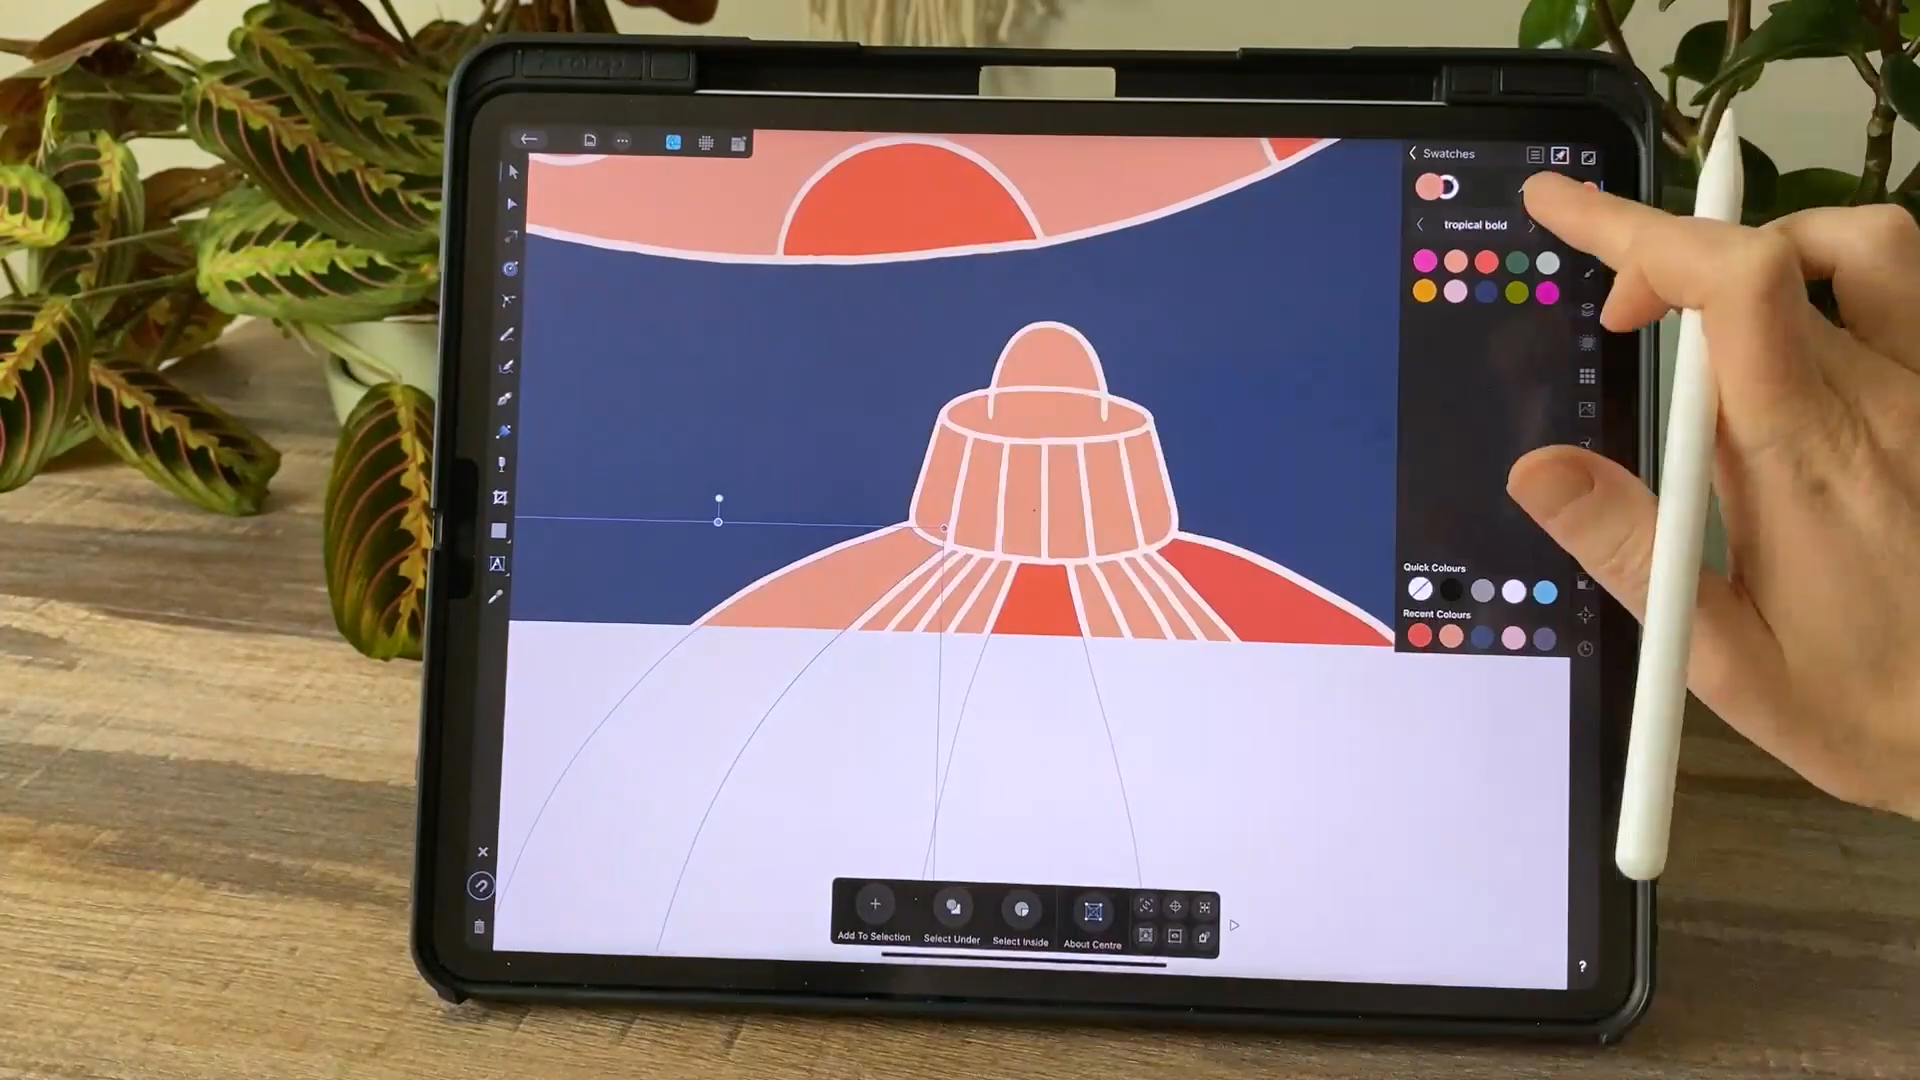 Swatches
tropical bold
Quick Colours
Recent Colours
Add To Selection
Select Under
Select Inside
About Centre
?